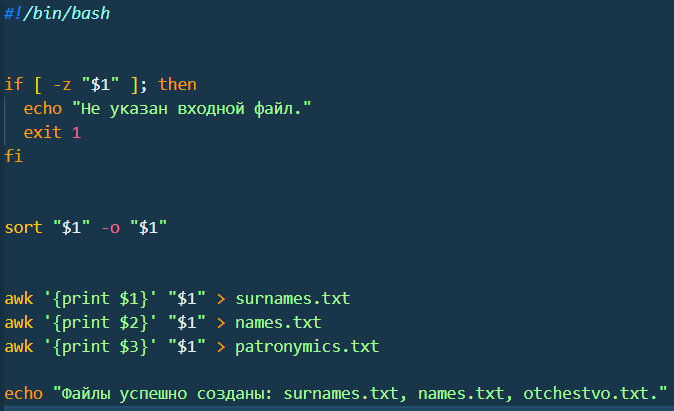 #!/bin/bash
if [ -z "$1" ]; then
echo "Не указан входной файл."
exit 1
fi
sort "$1" -o "$1"
awk '{print $1}' "$1" > surnames.txt
awk '{print $2}' "$1" > names.txt
awk '{print $3}' "$1" > patronymics.txt
echo "Файлы успешно созданы: surnames.txt, names.txt, otchestvo.txt."